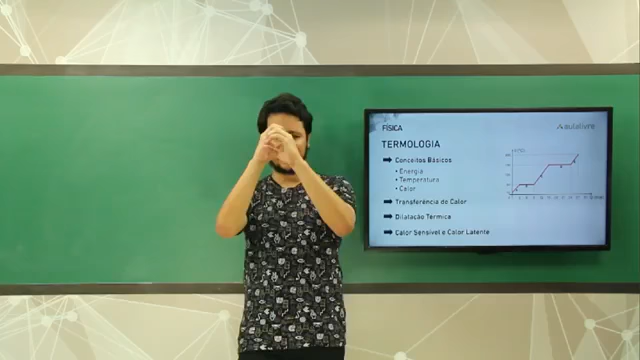 FÍSICA
aulalivre
TERMOLOGIA
Conceitos Básicos
• Energia
• Temperatura
• Calor
Transferência de Calor
Dilatação Térmica
Calor Sensível e Calor Latente